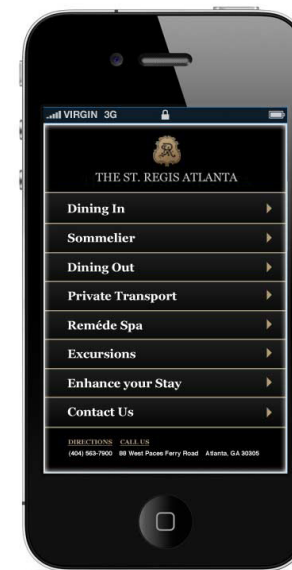 VIRGIN 3G
THE ST. REGIS ATLANTA
Dining In
Sommelier
Dining Out
Private Transport
Reméde Spa
Excursions
Enhance your Stay
Contact Us
DIRECTIONS CALL US
(404) 563-7900 88 West Paces Ferry Road Atlanta, GA 30305